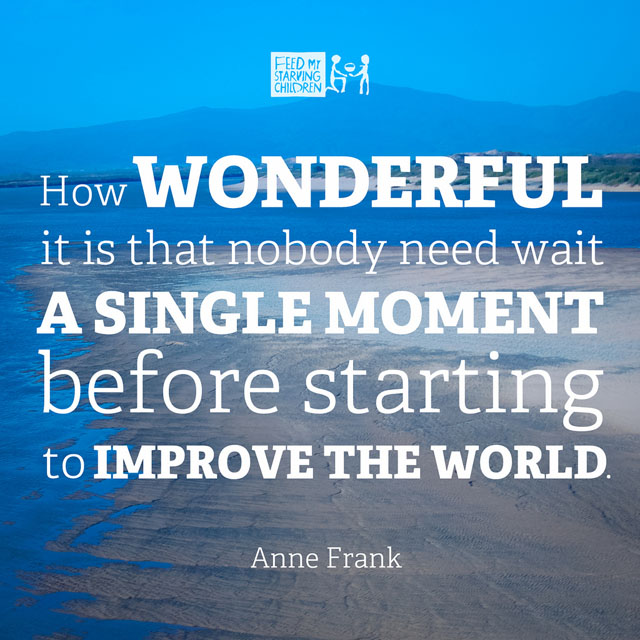 FEED MY
STARVING
CHILDREN
How WONDERFUL
it is that nobody need wait
A SINGLE MOMENT
before starting
to IMPROVE THE WORLD.
Anne Frank